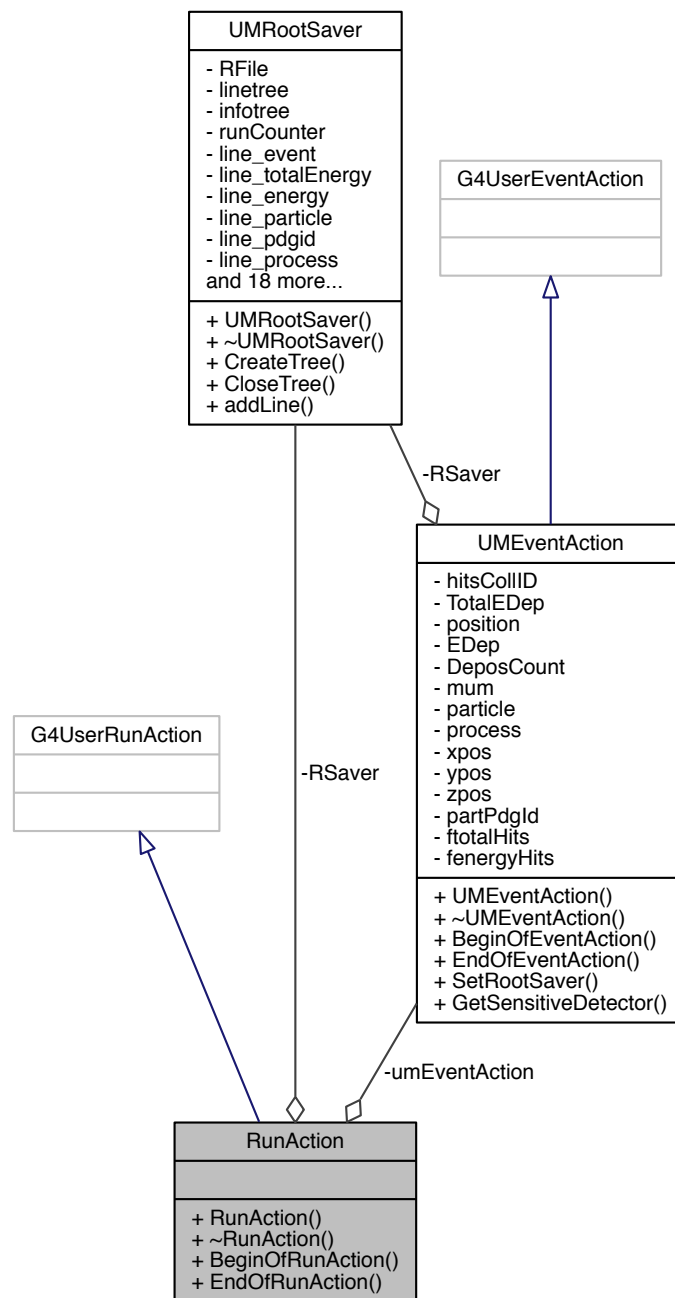 UMRootSaver
- RFile
- linetree
- infotree
- runCounter
- line_event
- line_totalEnergy
- line_energy
- line_particle
- line_pdgid
- line_process
and 18 more...
+ UMRootSaver()
+ ~UMRootSaver()
+ CreateTree()
+ CloseTree()
+ addLine()
G4UserEventAction
-RSaver
UMEventAction
- hitsCollID
- TotalEDep
- position
- EDep
- DeposCount
- mum
- particle
- process
- xpos
- ypos
- zpos
- partPdgId
- ftotalHits
- fenergyHits
+ UMEventAction()
+ ~UMEventAction()
+ BeginOfEventAction()
+ EndOfEventAction()
+ SetRootSaver()
+ GetSensitiveDetector()
G4UserRunAction
-RSaver
-umEventAction
RunAction
+ RunAction()
+ ~RunAction()
+ BeginOfRunAction()
+ EndOfRunAction()